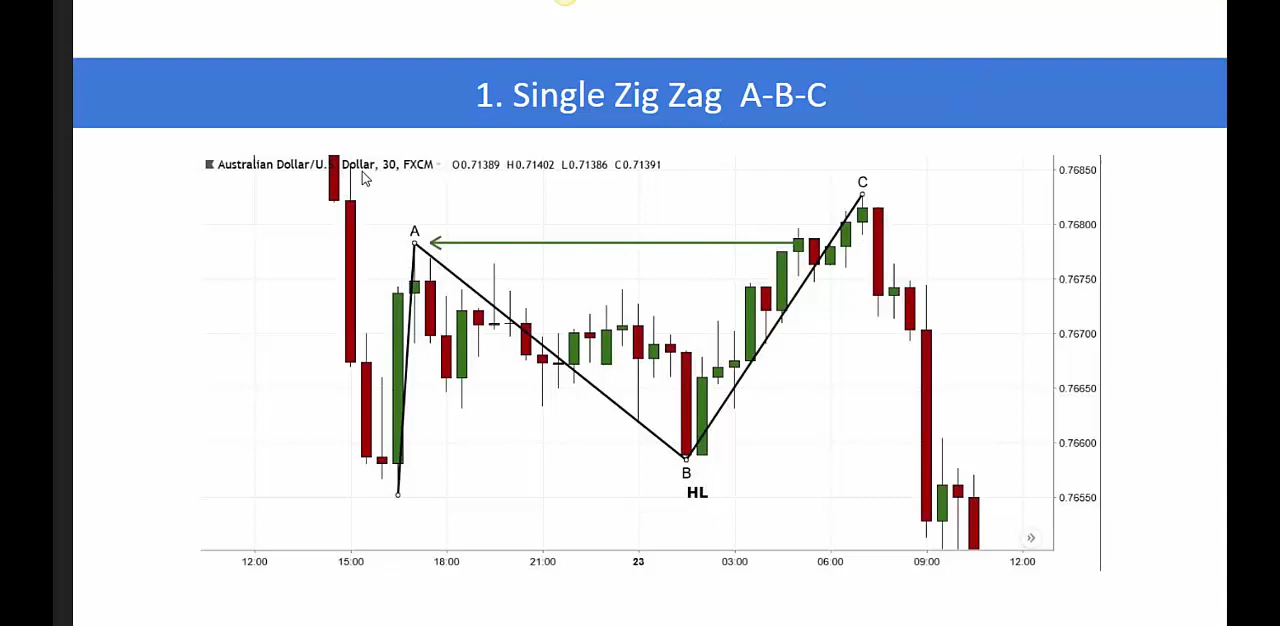 1. Single Zig Zag A-B-C
Australian Dollar/U.S. Dollar, 30, FXCM O0.71389 H0.71402 L0.71386 C0.71391
0.76850
C
0.76800
A
0.76750
0.76700
0.76650
0.76600
B
HL
0.76550
12:00 15:00 18:00 21:00 23 03:00 06:00 09:00 12:00